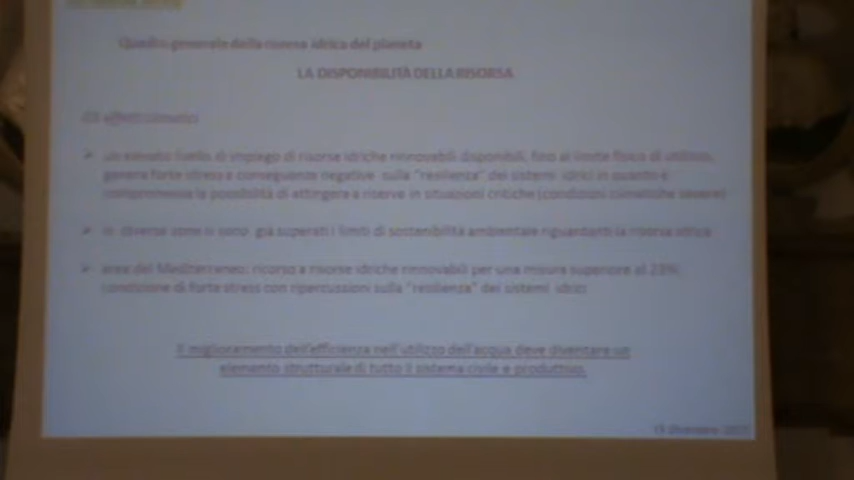 Quadro generale della risorsa idrica del pianeta
LA DISPONIBILITÀ DELLA RISORSA
Gli effetti climatici
un elevato livello di impiego di risorse idriche rinnovabili disponibili, fino al limite fisico di utilizzo,
genera forte stress e conseguenze negative sulla "resilienza" dei sistemi idrici in quanto è
compromessa la possibilità di attingere a riserve in situazioni critiche (condizioni climatiche severe)
in diverse zone si sono già superati i limiti di sostenibilità ambientale riguardanti la risorsa idrica
area del Mediterraneo: ricorso a risorse idriche rinnovabili per una misura superiore al
condizione di forte stress con ripercussioni sulla "resilienza" dei sistemi idrici
Il miglioramento dell'efficienza nell'utilizzo dell'acqua deve diventare un
elemento strutturale di tutto il sistema civile e produttivo.
Dicembre